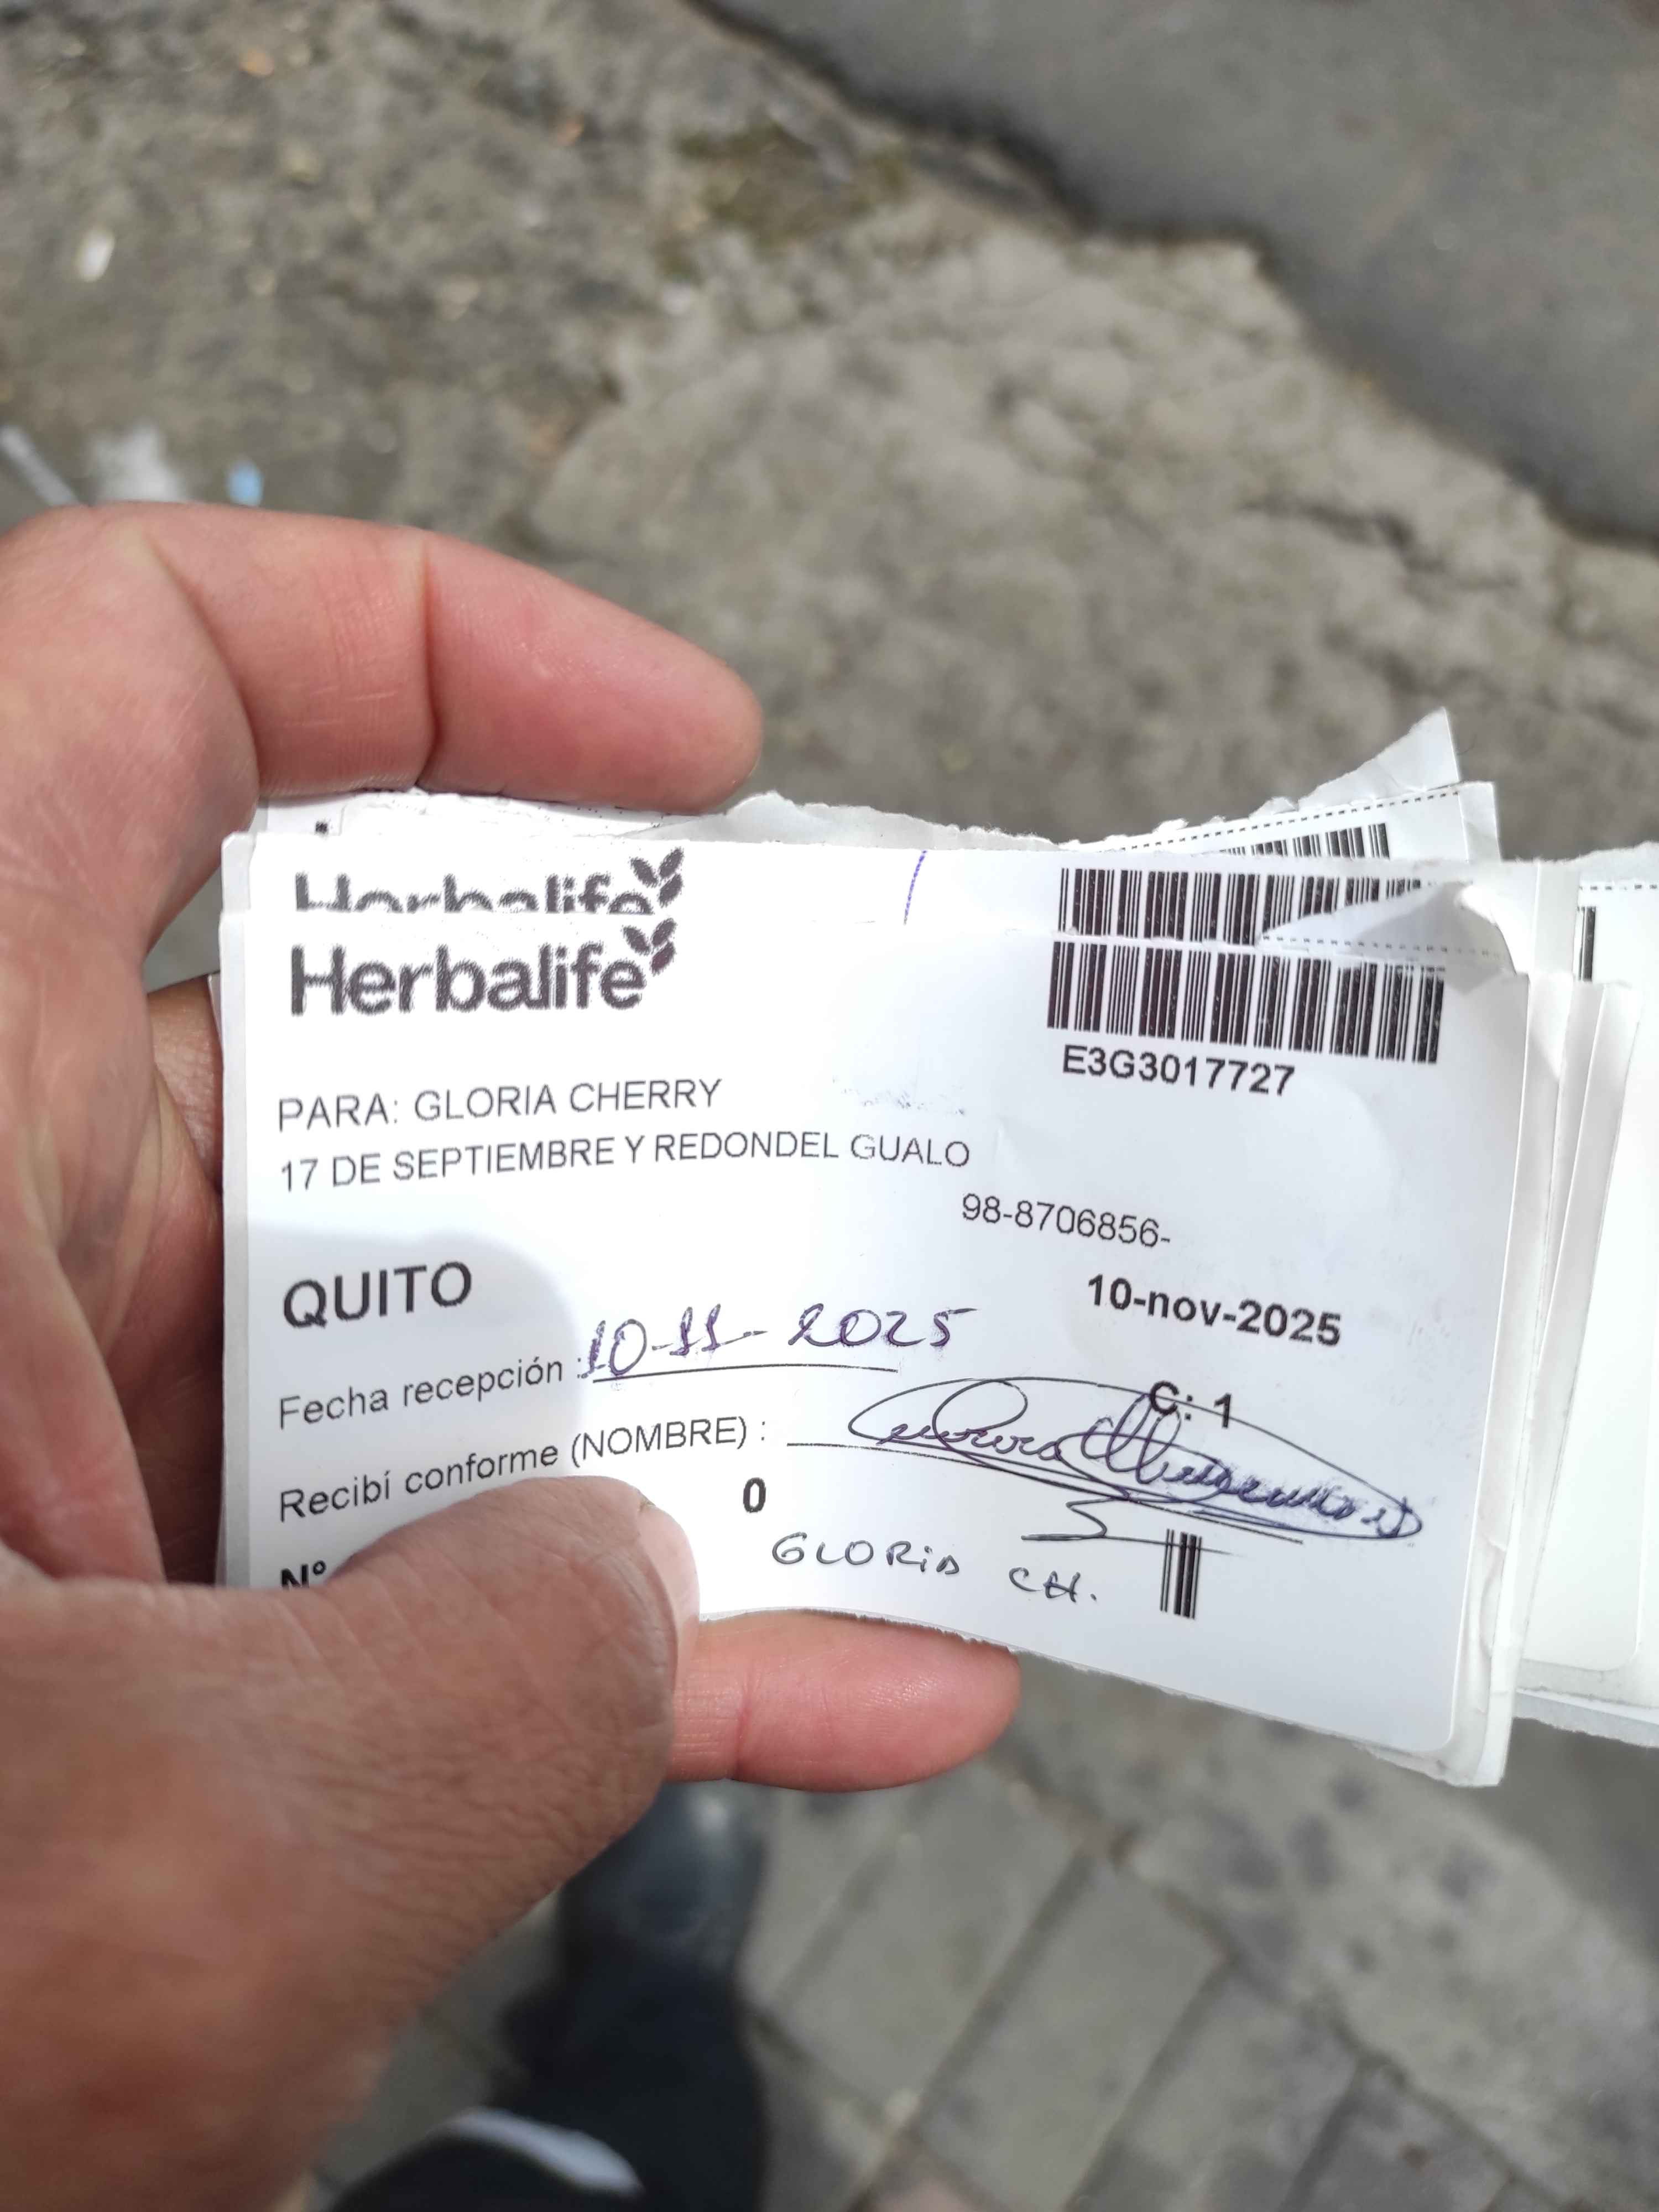 Herbalife
Herbalife
E3G3017727
PARA: GLORIA CHERRY
17 DE SEPTIEMBRE Y REDONDEL GUALO
98-8706856-
QUITO
10-nov-2025
Fecha recepción : 10-11-2025
C: 1
Recibí conforme (NOMBRE) :
0
N°
GLORIA CH.